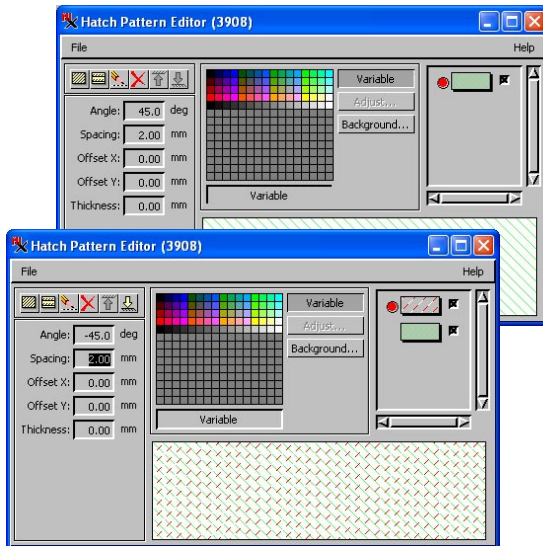 Hatch Pattern Editor (3908)
File Help
Angle: 45.0 deg
Spacing: 2.00 mm
Offset X: 0.00 mm
Offset Y: 0.00 mm
Thickness: 0.00 mm
Variable
Adjust...
Background...
Variable
Hatch Pattern Editor (3908)
File Help
Angle: -45.0 deg
Spacing: 2.00 mm
Offset X: 0.00 mm
Offset Y: 0.00 mm
Thickness: 0.00 mm
Variable
Adjust...
Background...
Variable